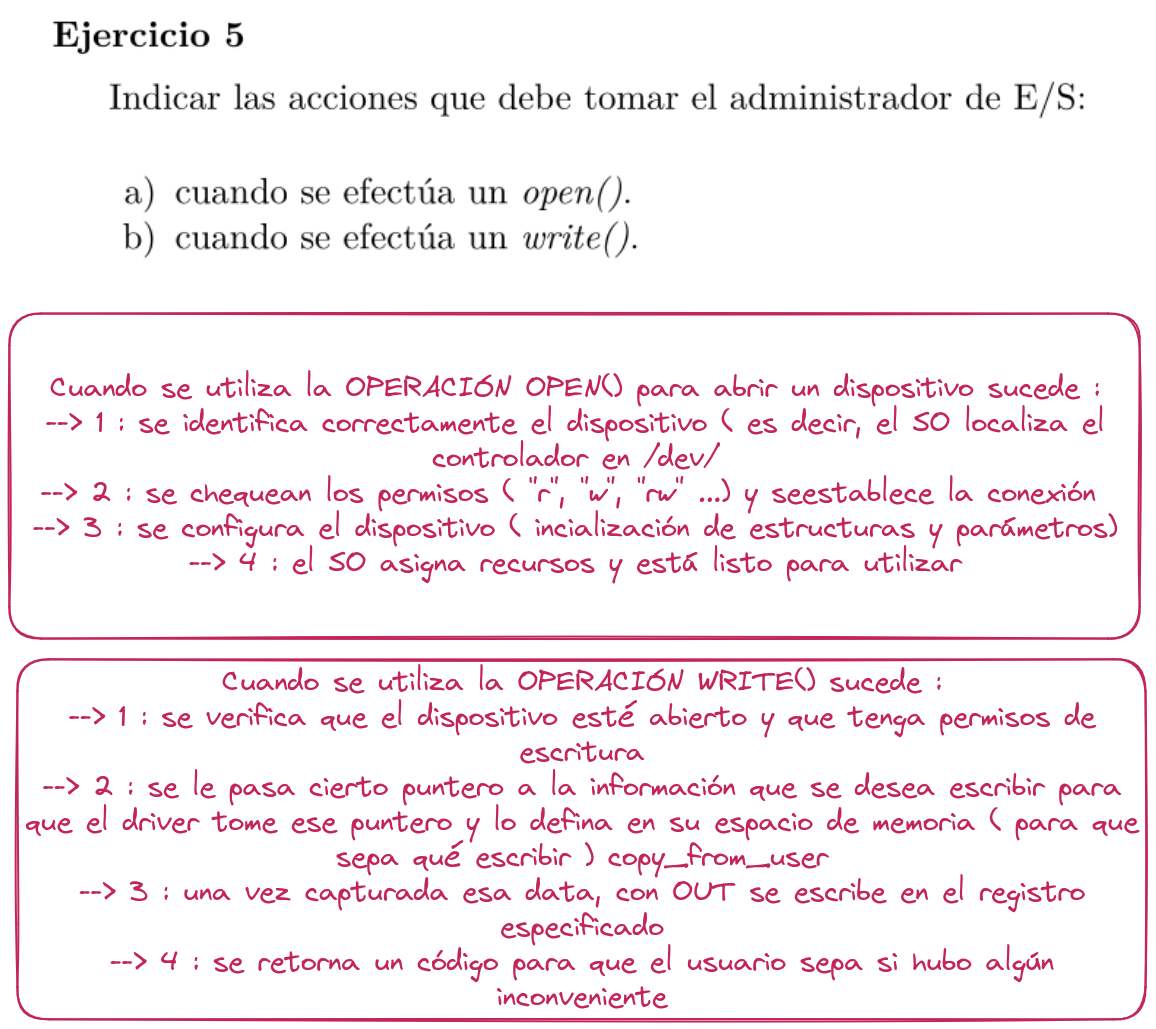 Ejercicio 5
Indicar las acciones que debe tomar el administrador de E/S:
a) cuando se efectúa un open().
b) cuando se efectúa un write().
Cuando se utiliza la OPERACIÓN OPEN() para abrir un dispositivo sucede :
--> 1 : se identifica correctamente el dispositivo ( es decir, el SO localiza el
controlador en /dev/
--> 2 : se chequean los permisos ( "r", "w", "rw" ...) y seestablece la conexión
--> 3 : se configura el dispositivo ( incialización de estructuras y parámetros)
--> 4 : el SO asigna recursos y está listo para utilizar
Cuando se utiliza la OPERACIÓN WRITE() sucede :
--> 1 : se verifica que el dispositivo esté abierto y que tenga permisos de
escritura
--> 2 : se le pasa cierto puntero a la información que se desea escribir para
que el driver tome ese puntero y lo defina en su espacio de memoria ( para que
sepa qué escribir ) copy_from_user
--> 3 : una vez capturada esa data, con OUT se escribe en el registro
especificado
--> 4 : se retorna un código para que el usuario sepa si hubo algún
inconveniente